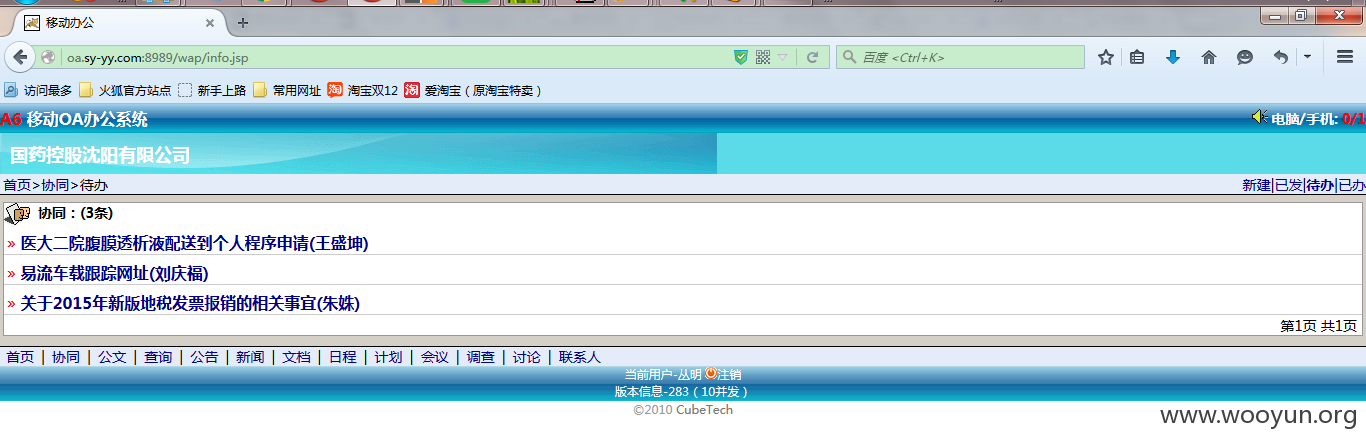 移动办公
oa.sy-yy.com:8989/wap/info.jsp
百度 <Ctrl+K>
访问最多 火狐官方站点 新手上路 常用网址 淘宝双12 爱淘宝（原淘宝特卖）
A6 移动OA办公系统 电脑/手机: 0/1
国药控股沈阳有限公司
首页>协同>待办 新建|已发|待办|已办
协同：(3条)
» 医大二院腹膜透析液配送到个人程序申请(王盛坤)
» 易流车载跟踪网址(刘庆福)
» 关于2015年新版地税发票报销的相关事宜(朱姝)
第1页 共1页
首页 | 协同 | 公文 | 查询 | 公告 | 新闻 | 文档 | 日程 | 计划 | 会议 | 调查 | 讨论 | 联系人
当前用户-丛明 注销
版本信息-283（10并发）
©2010 CubeTech
www.wooyun.org